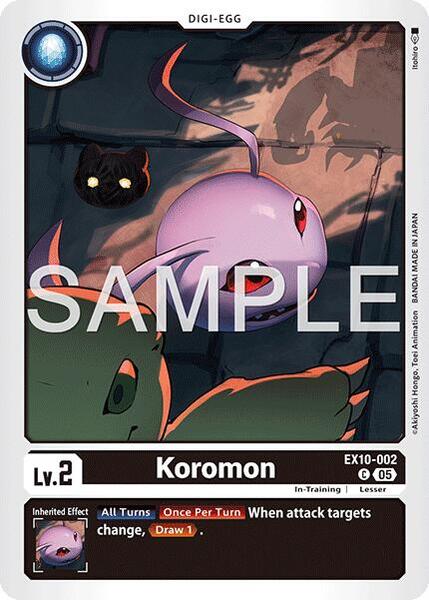 DIGI-EGG
Itohiro
SAMPLE
©Akiyoshi Hongo, Toei Animation BANDAI MADE IN JAPAN
Lv.2
Koromon
EX10-002
C 05
In-Training | Lesser
Inherited Effect
All Turns Once Per Turn When attack targets
change, Draw 1 .